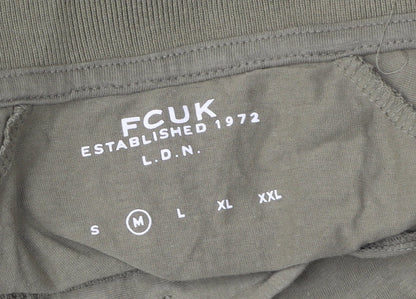 FCUK
ESTABLISHED 1972
L.D.N.
S M L XL XXL